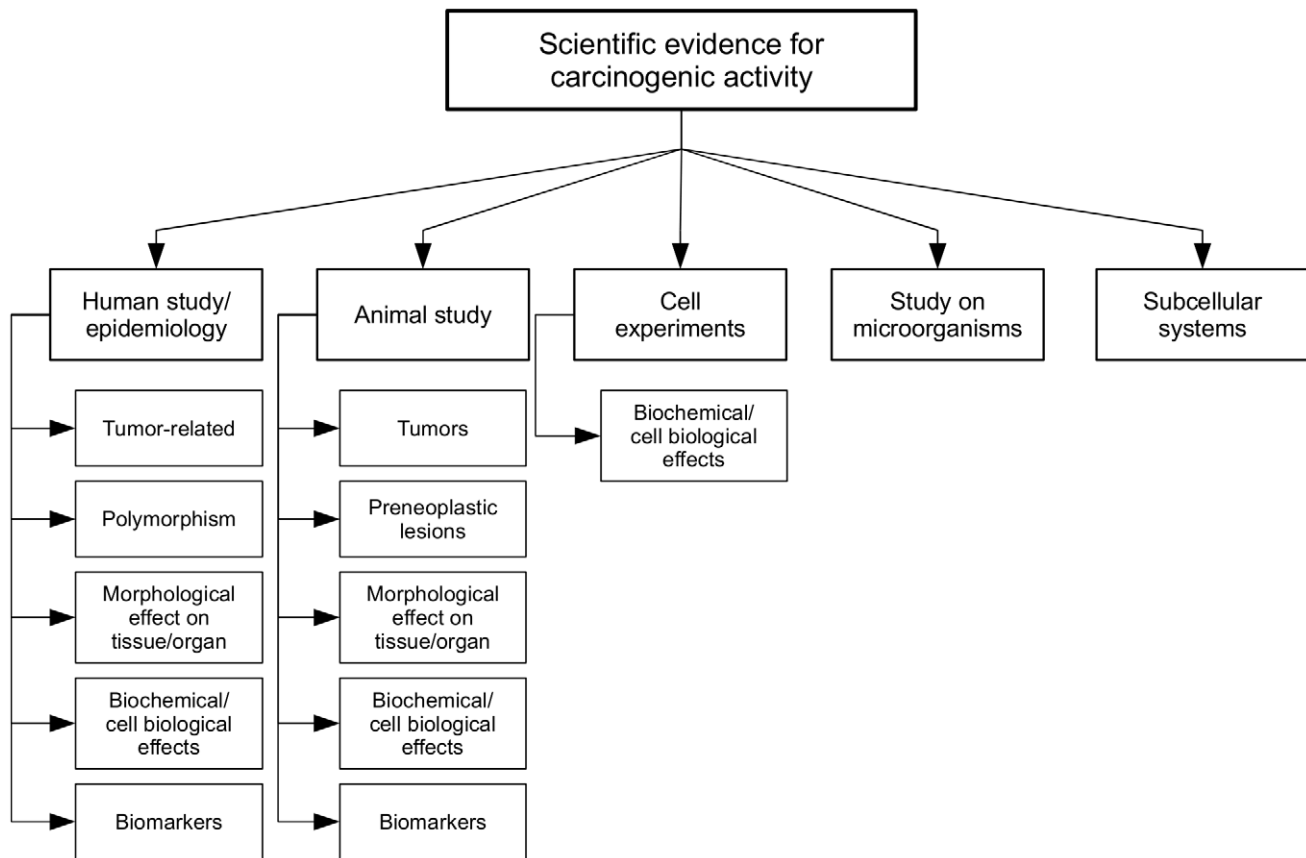 Scientific evidence for
carcinogenic activity
Human study/
epidemiology
Animal study
Cell
experiments
Study on
microorganisms
Subcellular
systems
Tumor-related
Polymorphism
Morphological
effect on
tissue/organ
Biochemical/
cell biological
effects
Biomarkers
Tumors
Preneoplastic
lesions
Morphological
effect on
tissue/organ
Biochemical/
cell biological
effects
Biomarkers
Biochemical/
cell biological
effects